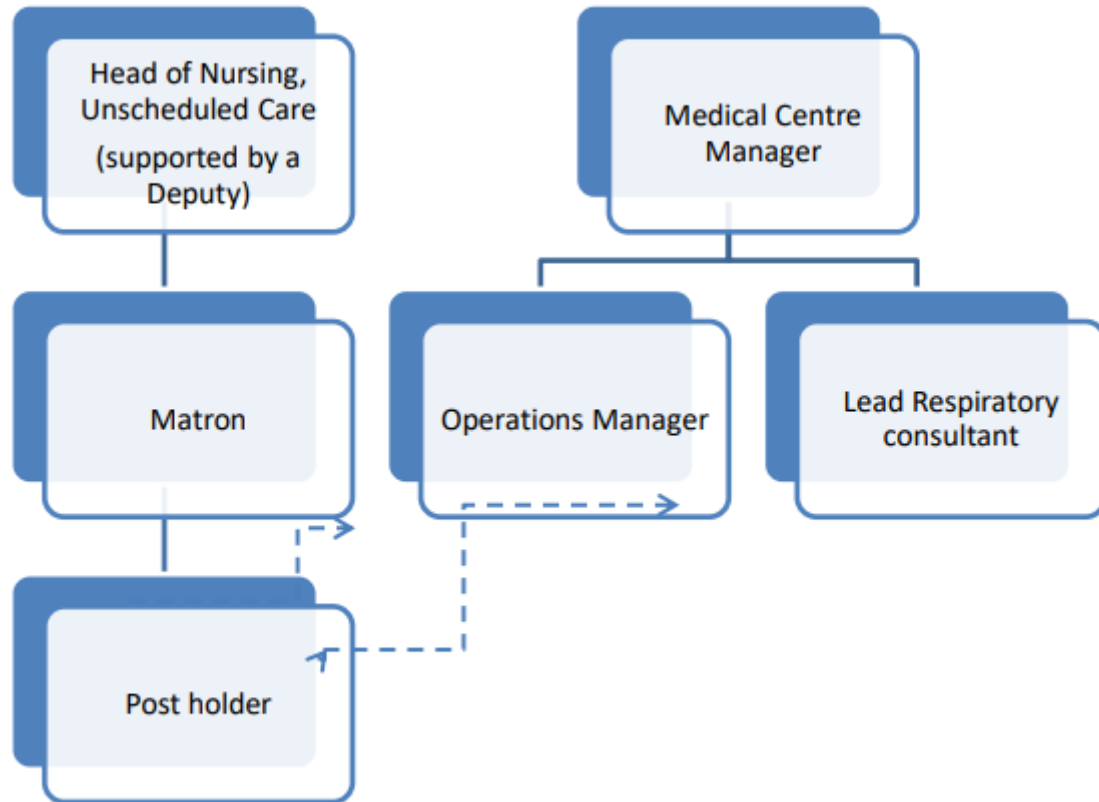 Head of Nursing,
Unscheduled Care
(supported by a
Deputy)
Medical Centre
Manager
Matron
Operations Manager
Lead Respiratory
consultant
Post holder